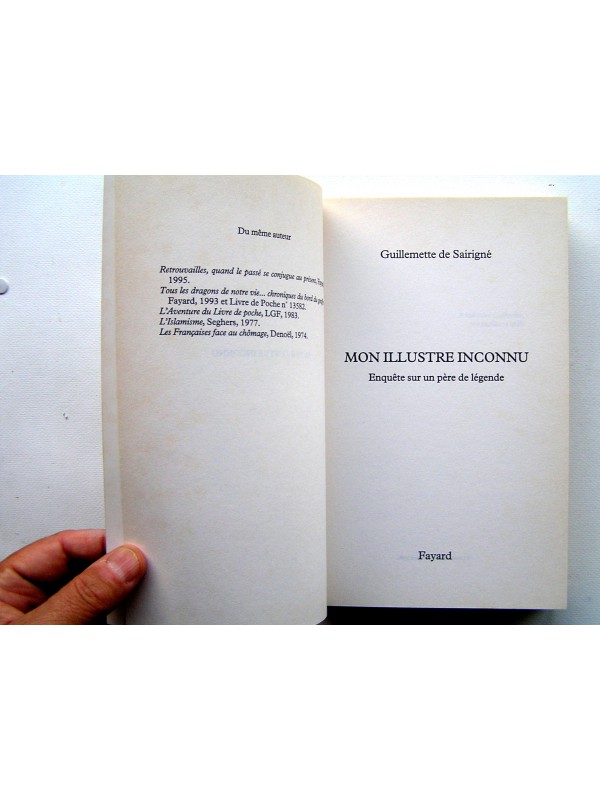 Du même auteur
Retrouvailles, quand le passé se conjugue au présent,
1995.
Tous les dragons de notre vie... chroniques du bord du
Fayard, 1993 et Livre de Poche n° 13582.
L'Aventure du Livre de poche, LGF, 1983.
L'Islamisme, Seghers, 1977.
Les Françaises face au chômage, Denoël, 1974.
Guillemette de Sairigné
MON ILLUSTRE INCONNU
Enquête sur un père de légende
Fayard